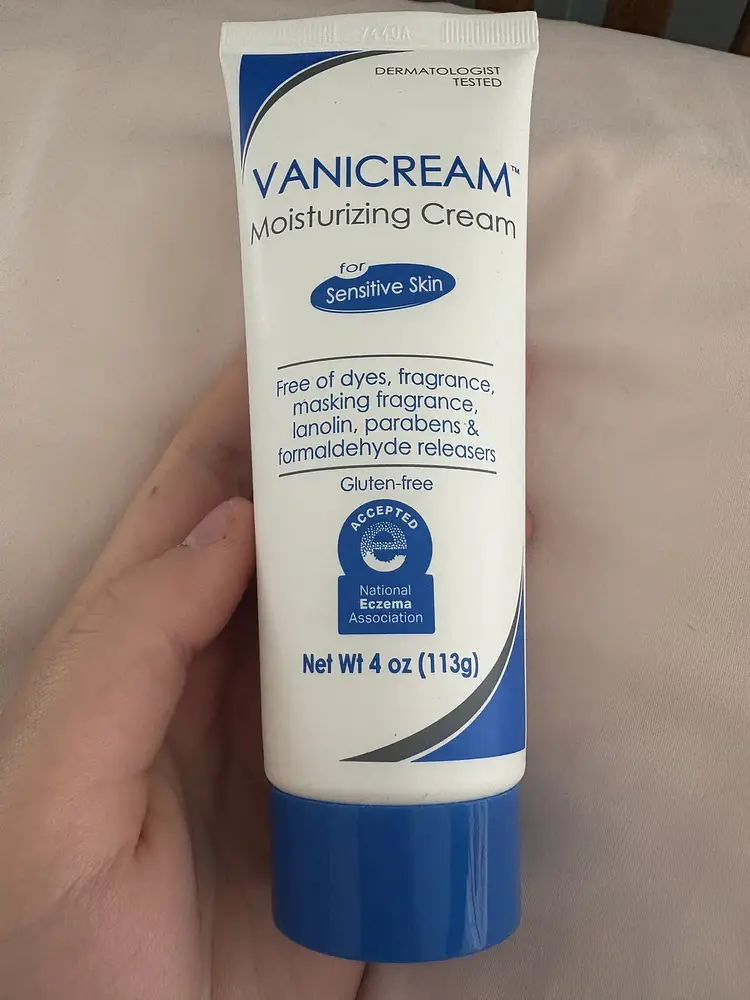 DERMATOLOGIST
TESTED
VANICREAM™
Moisturizing Cream
for
Sensitive Skin
Free of dyes, fragrance,
masking fragrance,
lanolin, parabens &
formaldehyde releasers
Gluten-free
ACCEPTED
e
National
Eczema
Association
Net Wt 4 oz (113g)